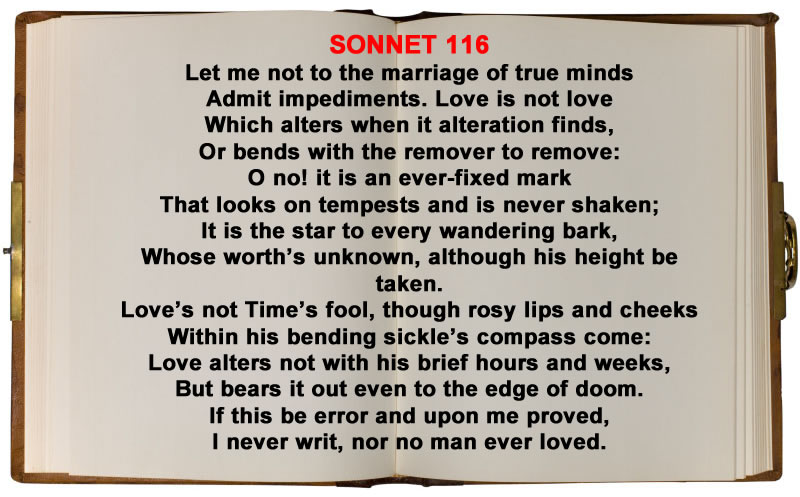 SONNET 116
Let me not to the marriage of true minds
Admit impediments. Love is not love
Which alters when it alteration finds,
Or bends with the remover to remove:
O no! it is an ever-fixed mark
That looks on tempests and is never shaken;
It is the star to every wandering bark,
Whose worth’s unknown, although his height be
taken.
Love’s not Time’s fool, though rosy lips and cheeks
Within his bending sickle’s compass come:
Love alters not with his brief hours and weeks,
But bears it out even to the edge of doom.
If this be error and upon me proved,
I never writ, nor no man ever loved.